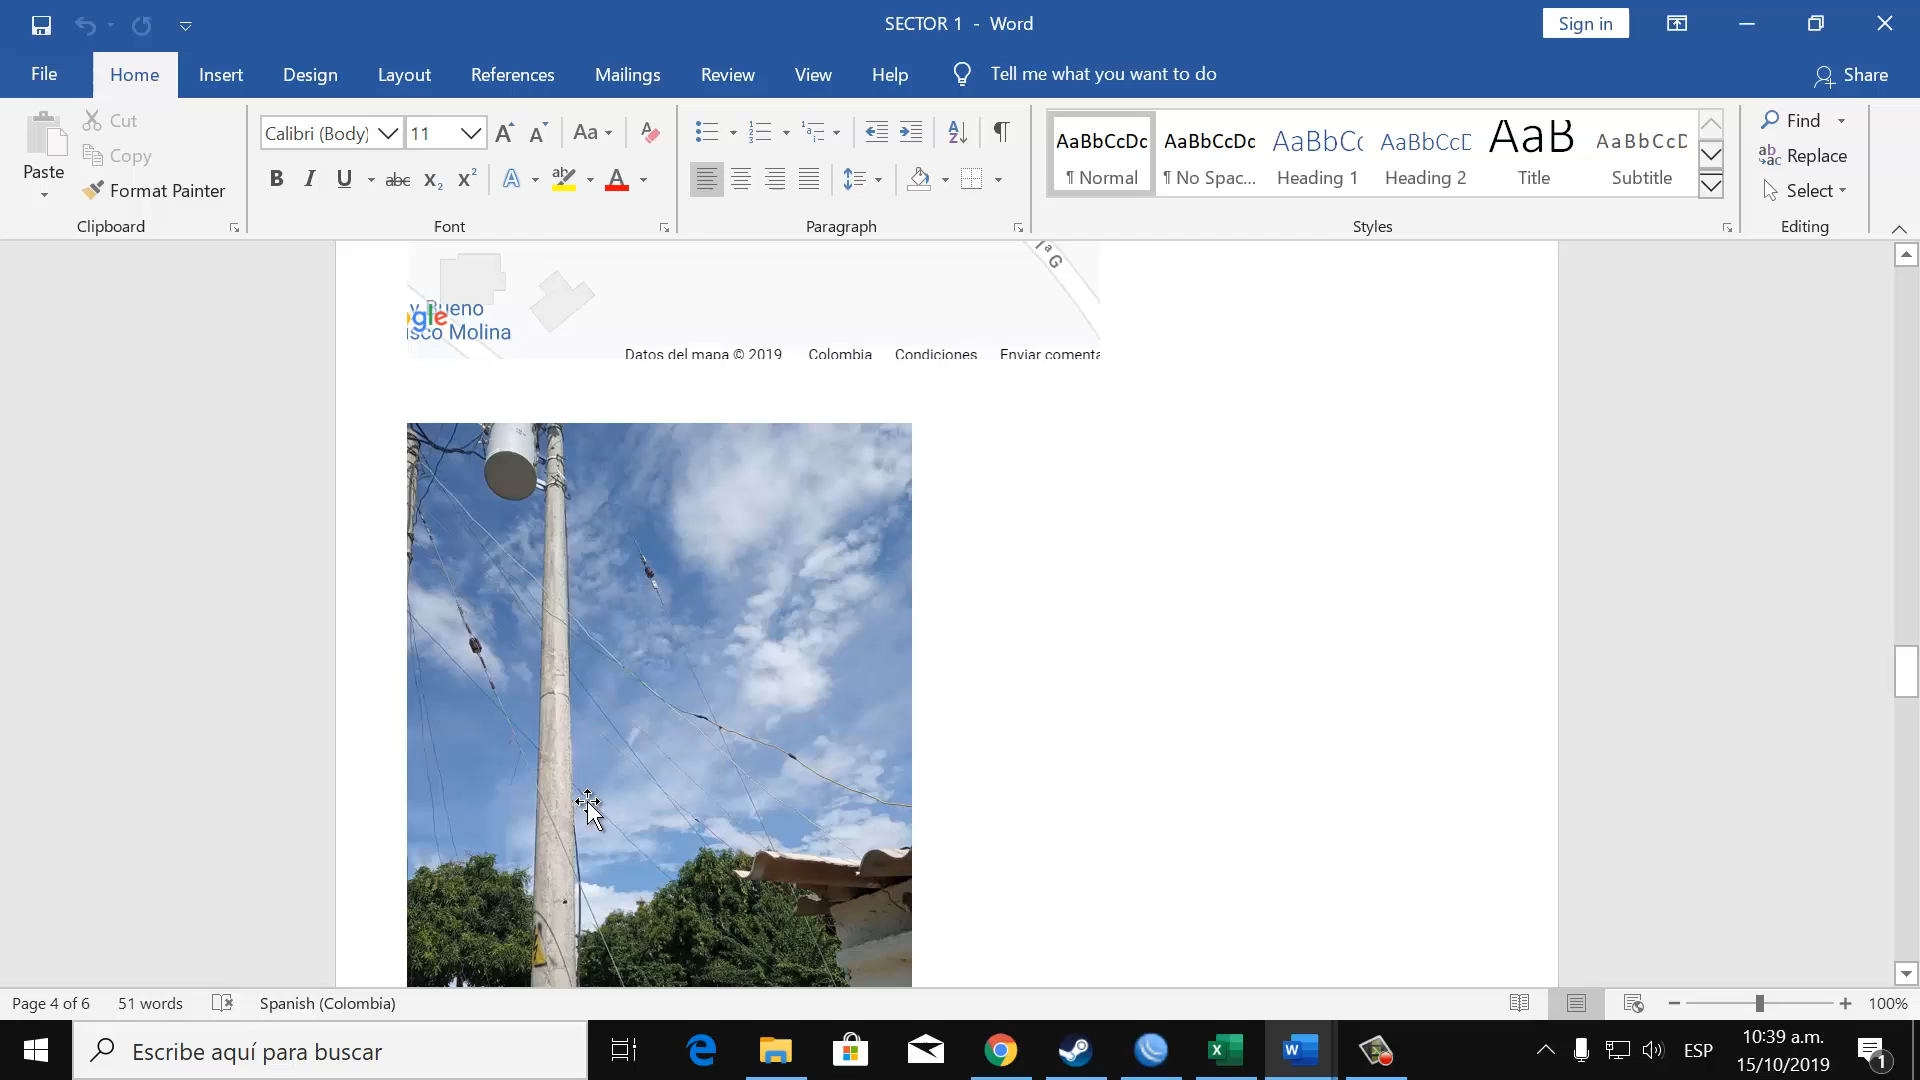 SECTOR 1 - Word
Sign in
File Home Insert Design Layout References Mailings Review View Help Tell me what you want to do Share
Paste
Cut
Copy
Format Painter
Clipboard
Calibri (Body) 11
Font
Paragraph
AaBbCcDc AaBbCcDc AaBbCc AaBbCcD AaB AaBbCcD
¶ Normal ¶ No Spac... Heading 1 Heading 2 Title Subtitle
Styles
Find
Replace
Select
Editing
ª G
y Bueno
ogle
isco Molina
Datos del mapa © 2019 Colombia Condiciones Enviar comenta
Page 4 of 6 51 words Spanish (Colombia) 100%
Escribe aquí para buscar
ESP
10:39 a.m.
15/10/2019
1